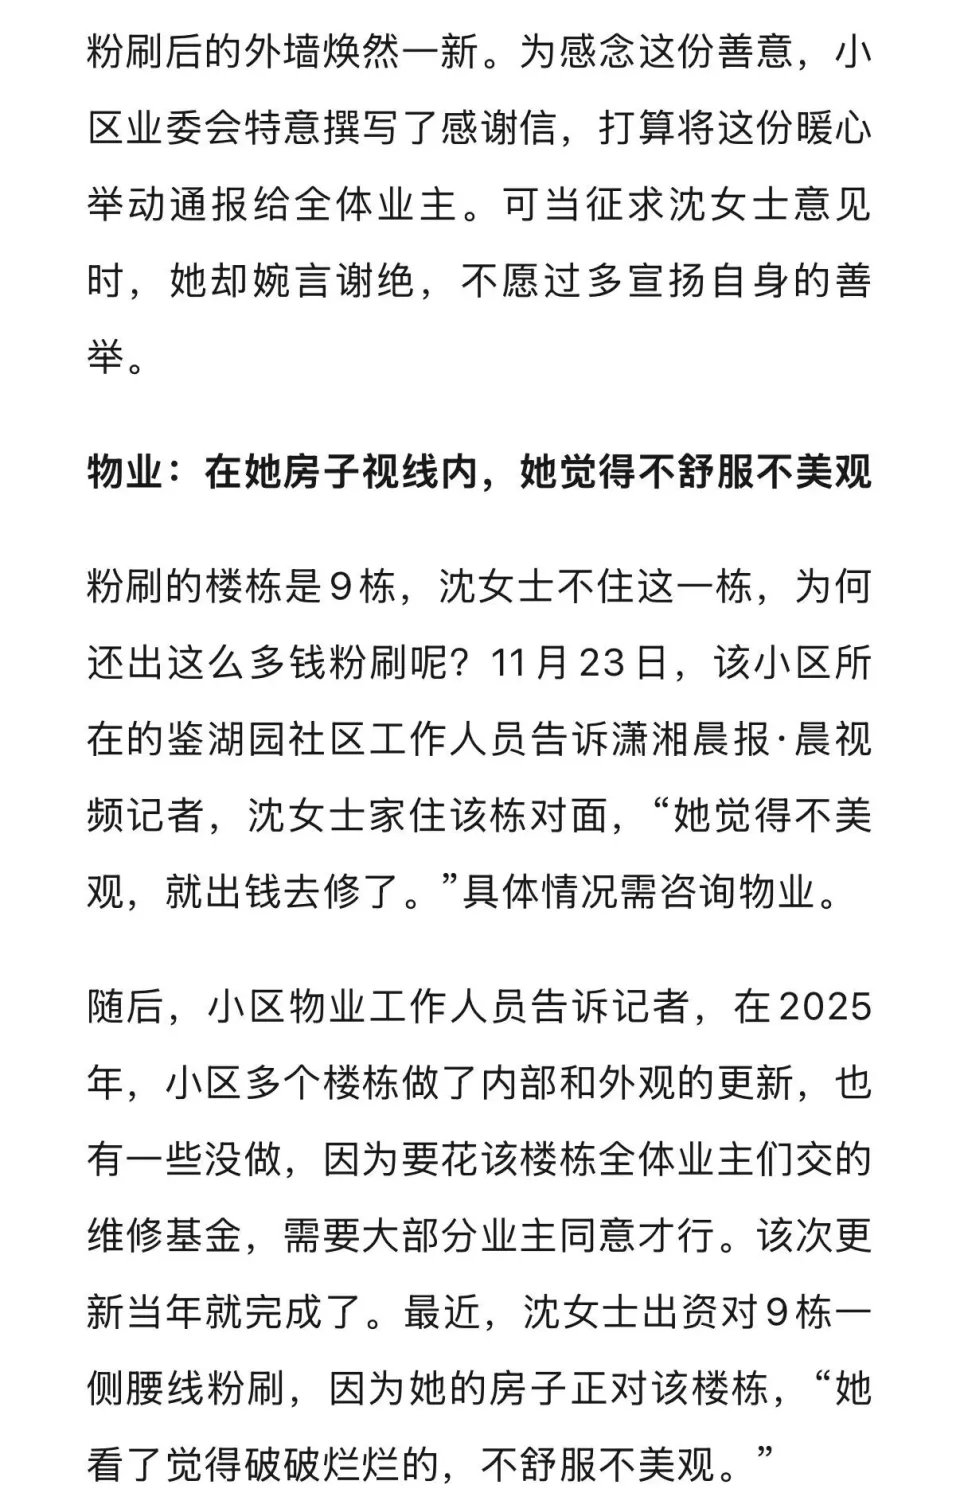 粉刷后的外墙焕然一新。为感念这份善意，小
区业委会特意撰写了感谢信，打算将这份暖心
举动通报给全体业主。可当征求沈女士意见
时，她却婉言谢绝，不愿过多宣扬自身的善
举。
物业：在她房子视线内，她觉得不舒服不美观
粉刷的楼栋是9栋，沈女士不住这一栋，为何
还出这么多钱粉刷呢？11月23日，该小区所
在的鉴湖园社区工作人员告诉潇湘晨报·晨视
频记者，沈女士家住该栋对面，“她觉得不美
观，就出钱去修了。”具体情况需咨询物业。
随后，小区物业工作人员告诉记者，在2025
年，小区多个楼栋做了内部和外观的更新，也
有一些没做，因为要花该楼栋全体业主们交的
维修基金，需要大部分业主同意才行。该次更
新当年就完成了。最近，沈女士出资对9栋一
侧腰线粉刷，因为她的房子正对该楼栋，“她
看了觉得破破烂烂的，不舒服不美观。”